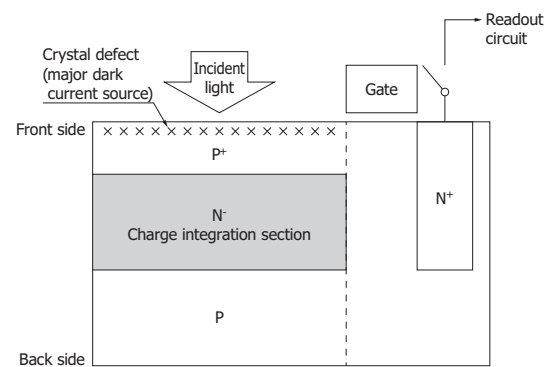 Readout
circuit
Crystal defect
(major dark
current source)
Incident
light
Gate
Front side
× × × × × × × × × × × × × × ×
P⁺
N⁺
N⁻
Charge integration section
P
Back side